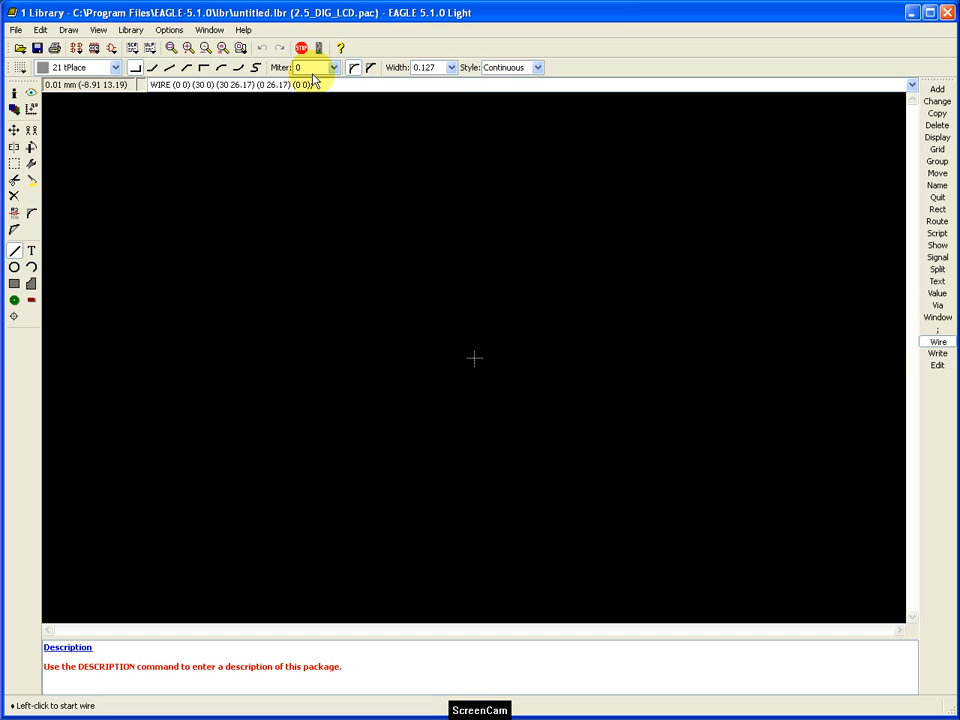 1 Library - C:\Program Files\EAGLE-5.1.0\lbr\untitled.lbr (2.5_DIG_LCD.pac) - EAGLE 5.1.0 Light
File Edit Draw View Library Options Window Help
21 tPlace Miter: 0 Width: 0.127 Style: Continuous
0.01 mm (-8.91 13.19) WIRE (0 0) (30 0) (30 26.17) (0 26.17) (0 0);
Add
Change
Copy
Delete
Display
Grid
Group
Move
Name
Quit
Rect
Route
Script
Show
Signal
Split
Text
Value
Via
Window
;
Wire
Write
Edit
Description
Use the DESCRIPTION command to enter a description of this package.
Left-click to start wire
ScreenCam